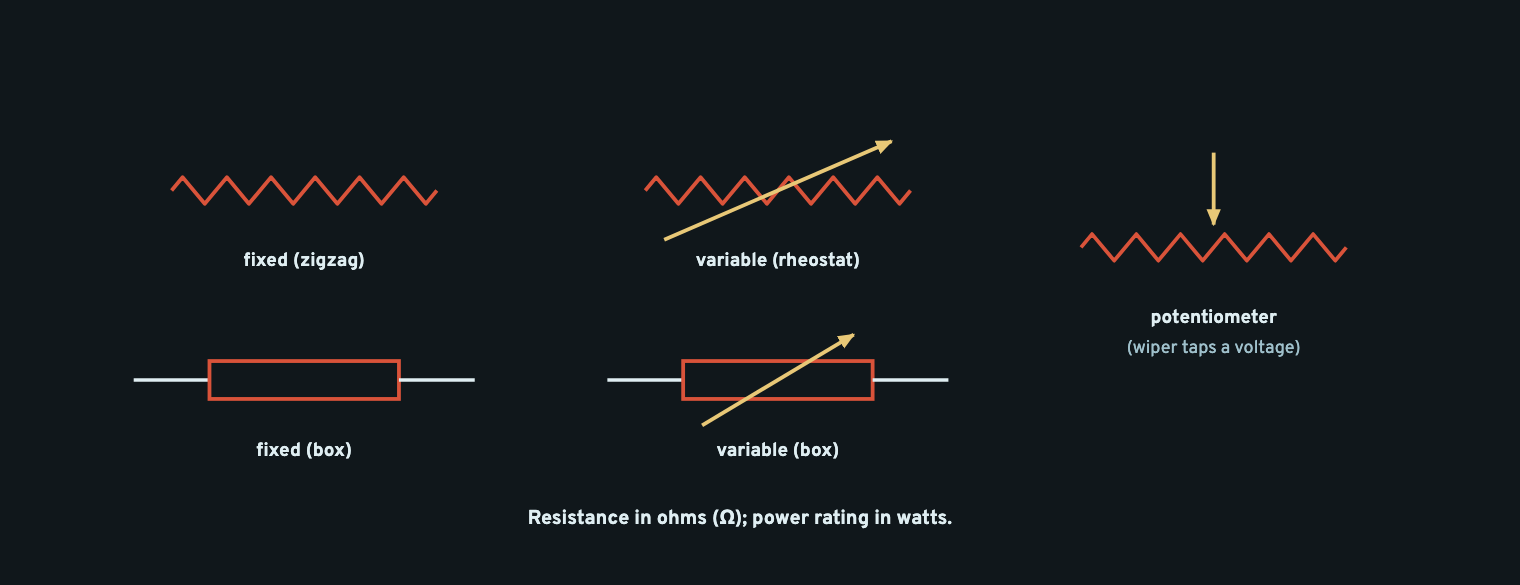 fixed (zigzag)
variable (rheostat)
potentiometer
(wiper taps a voltage)
fixed (box)
variable (box)
Resistance in ohms (Ω); power rating in watts.